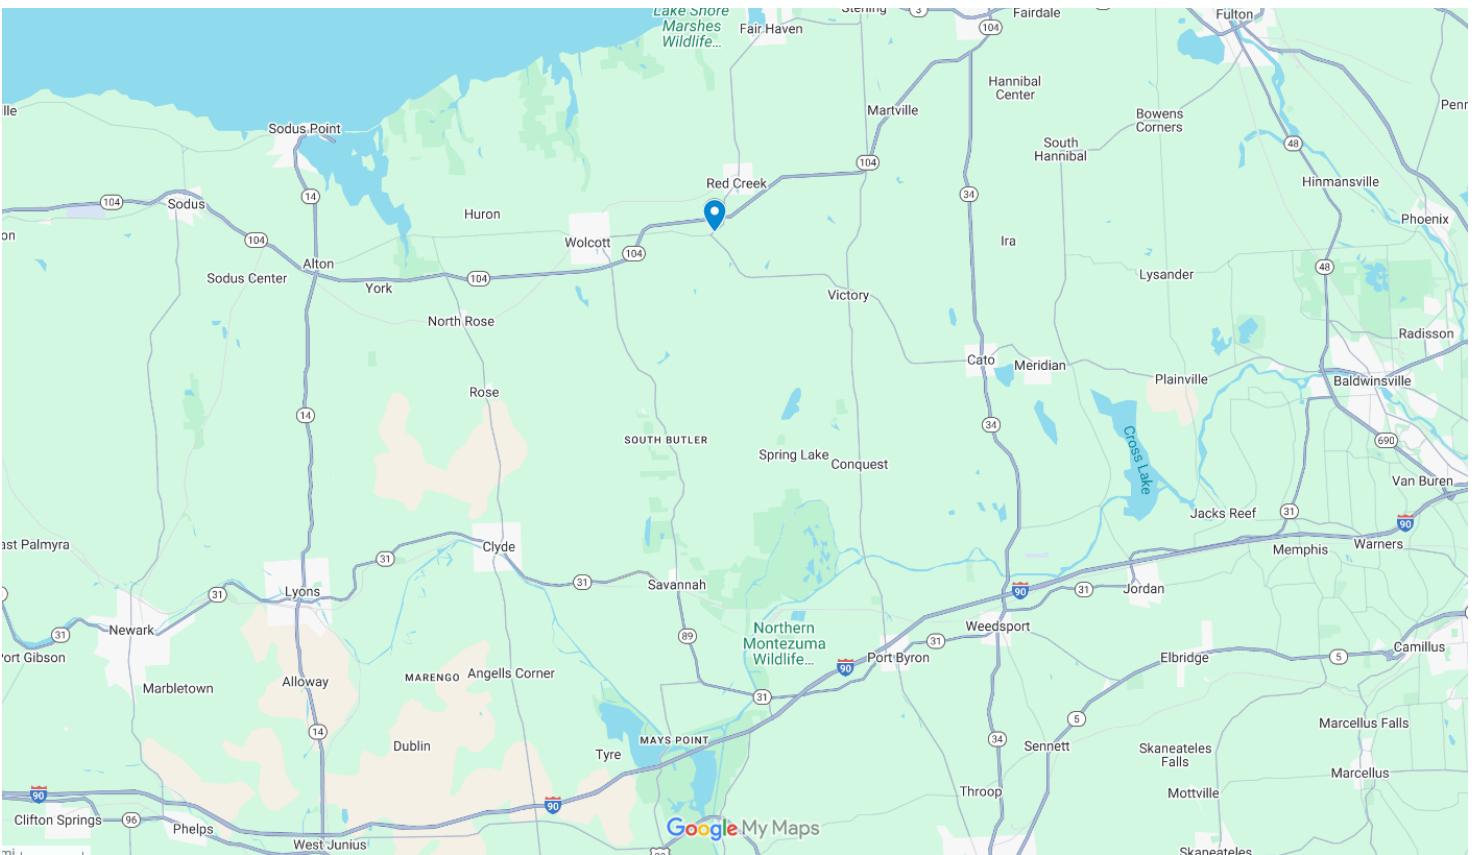 Lake Shore
Marshes
Wildlife...
Fair Haven
Sterling
3
Fairdale
104
Fulton
Hannibal
Center
Martville
Bowens
Corners
Sodus Point
South
Hannibal
48
104
Red Creek
Hinmansville
104
Sodus
14
Huron
34
Phoenix
Wolcott
104
104
Ira
Alton
Sodus Center
York
104
Victory
Lysander
48
North Rose
Radisson
Cato
Meridian
Plainville
Baldwinsville
Rose
14
34
Cross Lake
SOUTH BUTLER
690
Spring Lake
Conquest
Van Buren
Jacks Reef
31
90
ast Palmyra
Clyde
31
Memphis
Warners
Lyons
31
31
Savannah
90
31
Jordan
Newark
31
89
Northern
Montezuma
Wildlife...
Weedsport
31
Port Gibson
90
Port Byron
Elbridge
5
Camillus
Marbletown
Alloway
MARENGO
Angells Corner
31
14
5
Marcellus Falls
Dublin
MAYS POINT
Tyre
34
Sennett
Skaneateles
Falls
Marcellus
90
90
Throop
Mottville
Clifton Springs
96
Phelps
Google My Maps
West Junius
Skaneateles